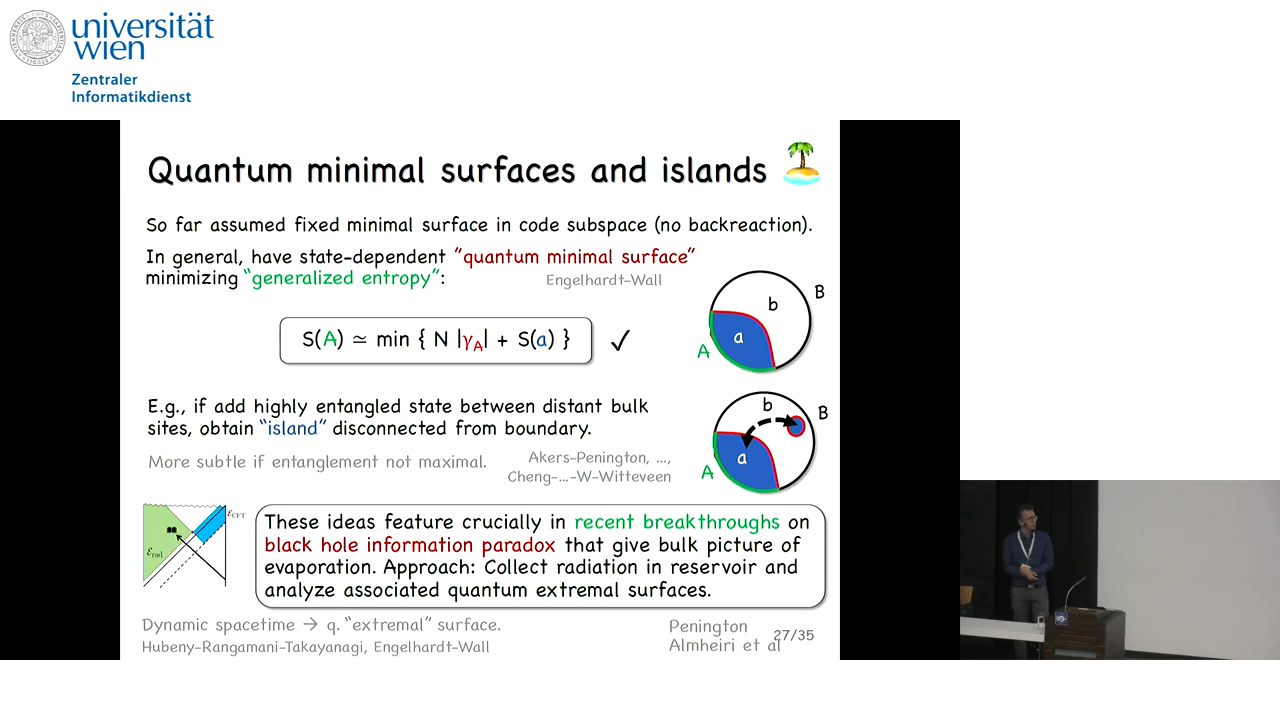 universität
wien
Zentraler
Informatikdienst
Quantum minimal surfaces and islands
So far assumed fixed minimal surface in code subspace (no backreaction).
In general, have state-dependent “quantum minimal surface”
minimizing “generalized entropy”:
Engelhardt-Wall
S(A) ≃ min { N |γA| + S(a) } ✓
b
B
a
A
E.g., if add highly entangled state between distant bulk
sites, obtain “island” disconnected from boundary.
More subtle if entanglement not maximal.
Akers-Penington, ...,
Cheng-...-W-Witteveen
b
B
a
A
ℰCFT
ℰrad
These ideas feature crucially in recent breakthroughs on
black hole information paradox that give bulk picture of
evaporation. Approach: Collect radiation in reservoir and
analyze associated quantum extremal surfaces.
Dynamic spacetime → q. “extremal” surface.
Hubeny-Rangamani-Takayanagi, Engelhardt-Wall
Penington
Almheiri et al
27/35